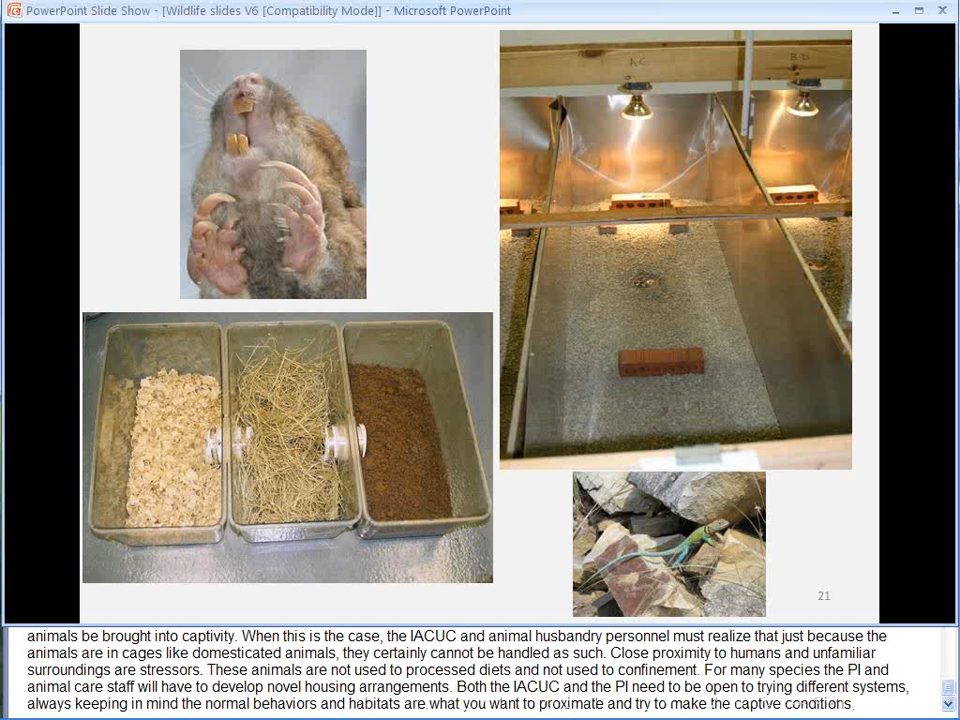 PowerPoint Slide Show - [Wildlife slides V6 [Compatibility Mode]] - Microsoft PowerPoint
A C
21
animals be brought into captivity. When this is the case, the IACUC and animal husbandry personnel must realize that just because the
animals are in cages like domesticated animals, they certainly cannot be handled as such. Close proximity to humans and unfamiliar
surroundings are stressors. These animals are not used to processed diets and not used to confinement. For many species the PI and
animal care staff will have to develop novel housing arrangements. Both the IACUC and the PI need to be open to trying different systems,
always keeping in mind the normal behaviors and habitats are what you want to proximate and try to make the captive conditions,